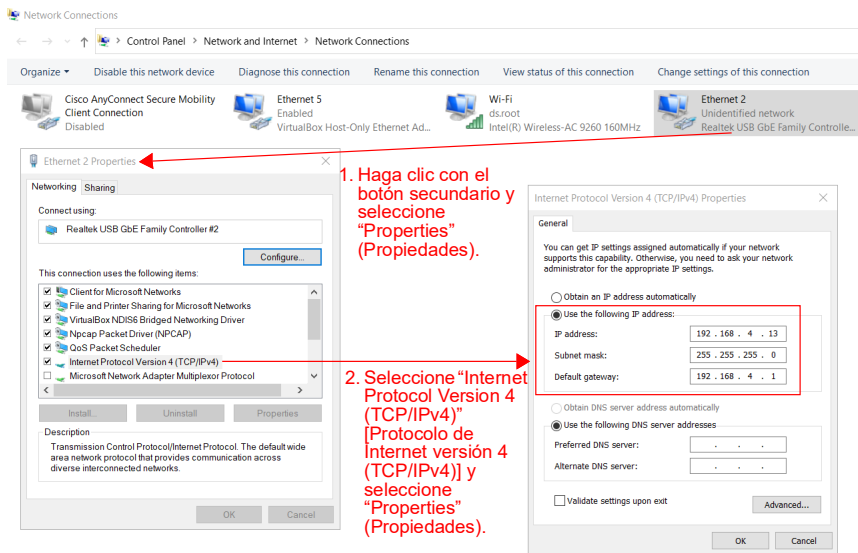 Network Connections
Control Panel > Network and Internet > Network Connections
Organize Disable this network device Diagnose this connection Rename this connection View status of this connection Change settings of this connection
Cisco AnyConnect Secure Mobility
Client Connection
Disabled
Ethernet 5
Enabled
VirtualBox Host-Only Ethernet Ad...
Wi-Fi
ds.root
Intel(R) Wireless-AC 9260 160MHz
Ethernet 2
Unidentified network
Realtek USB GbE Family Controlle...
Ethernet 2 Properties
Networking Sharing
Connect using:
Realtek USB GbE Family Controller #2
Configure...
This connection uses the following items:
Client for Microsoft Networks
File and Printer Sharing for Microsoft Networks
VirtualBox NDIS6 Bridged Networking Driver
Npcap Packet Driver (NPCAP)
QoS Packet Scheduler
Internet Protocol Version 4 (TCP/IPv4)
Microsoft Network Adapter Multiplexor Protocol
Install... Uninstall Properties
Description
Transmission Control Protocol/Internet Protocol. The default wide
area network protocol that provides communication across
diverse interconnected networks.
OK Cancel
1. Haga clic con el
botón secundario y
seleccione
“Properties”
(Propiedades).
2. Seleccione “Internet
Protocol Version 4
(TCP/IPv4)”
[Protocolo de
Internet versión 4
(TCP/IPv4)] y
seleccione
“Properties”
(Propiedades).
Internet Protocol Version 4 (TCP/IPv4) Properties
General
You can get IP settings assigned automatically if your network
supports this capability. Otherwise, you need to ask your network
administrator for the appropriate IP settings.
Obtain an IP address automatically
Use the following IP address:
IP address: 192 . 168 . 4 . 13
Subnet mask: 255 . 255 . 255 . 0
Default gateway: 192 . 168 . 4 . 1
Obtain DNS server address automatically
Use the following DNS server addresses
Preferred DNS server: . . .
Alternate DNS server: . . .
Validate settings upon exit
Advanced...
OK Cancel